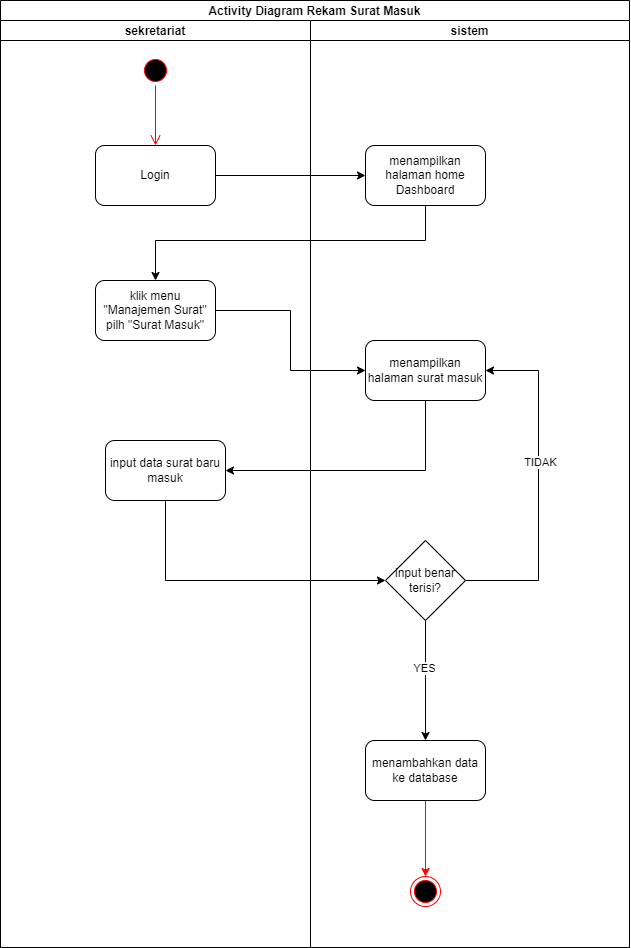 Activity Diagram Rekam Surat Masuk
sekretariat
sistem
Login
menampilkan
halaman home
Dashboard
klik menu
"Manajemen Surat"
pilh "Surat Masuk"
menampilkan
halaman surat masuk
input data surat baru
masuk
TIDAK
input benar
terisi?
YES
menambahkan data
ke database